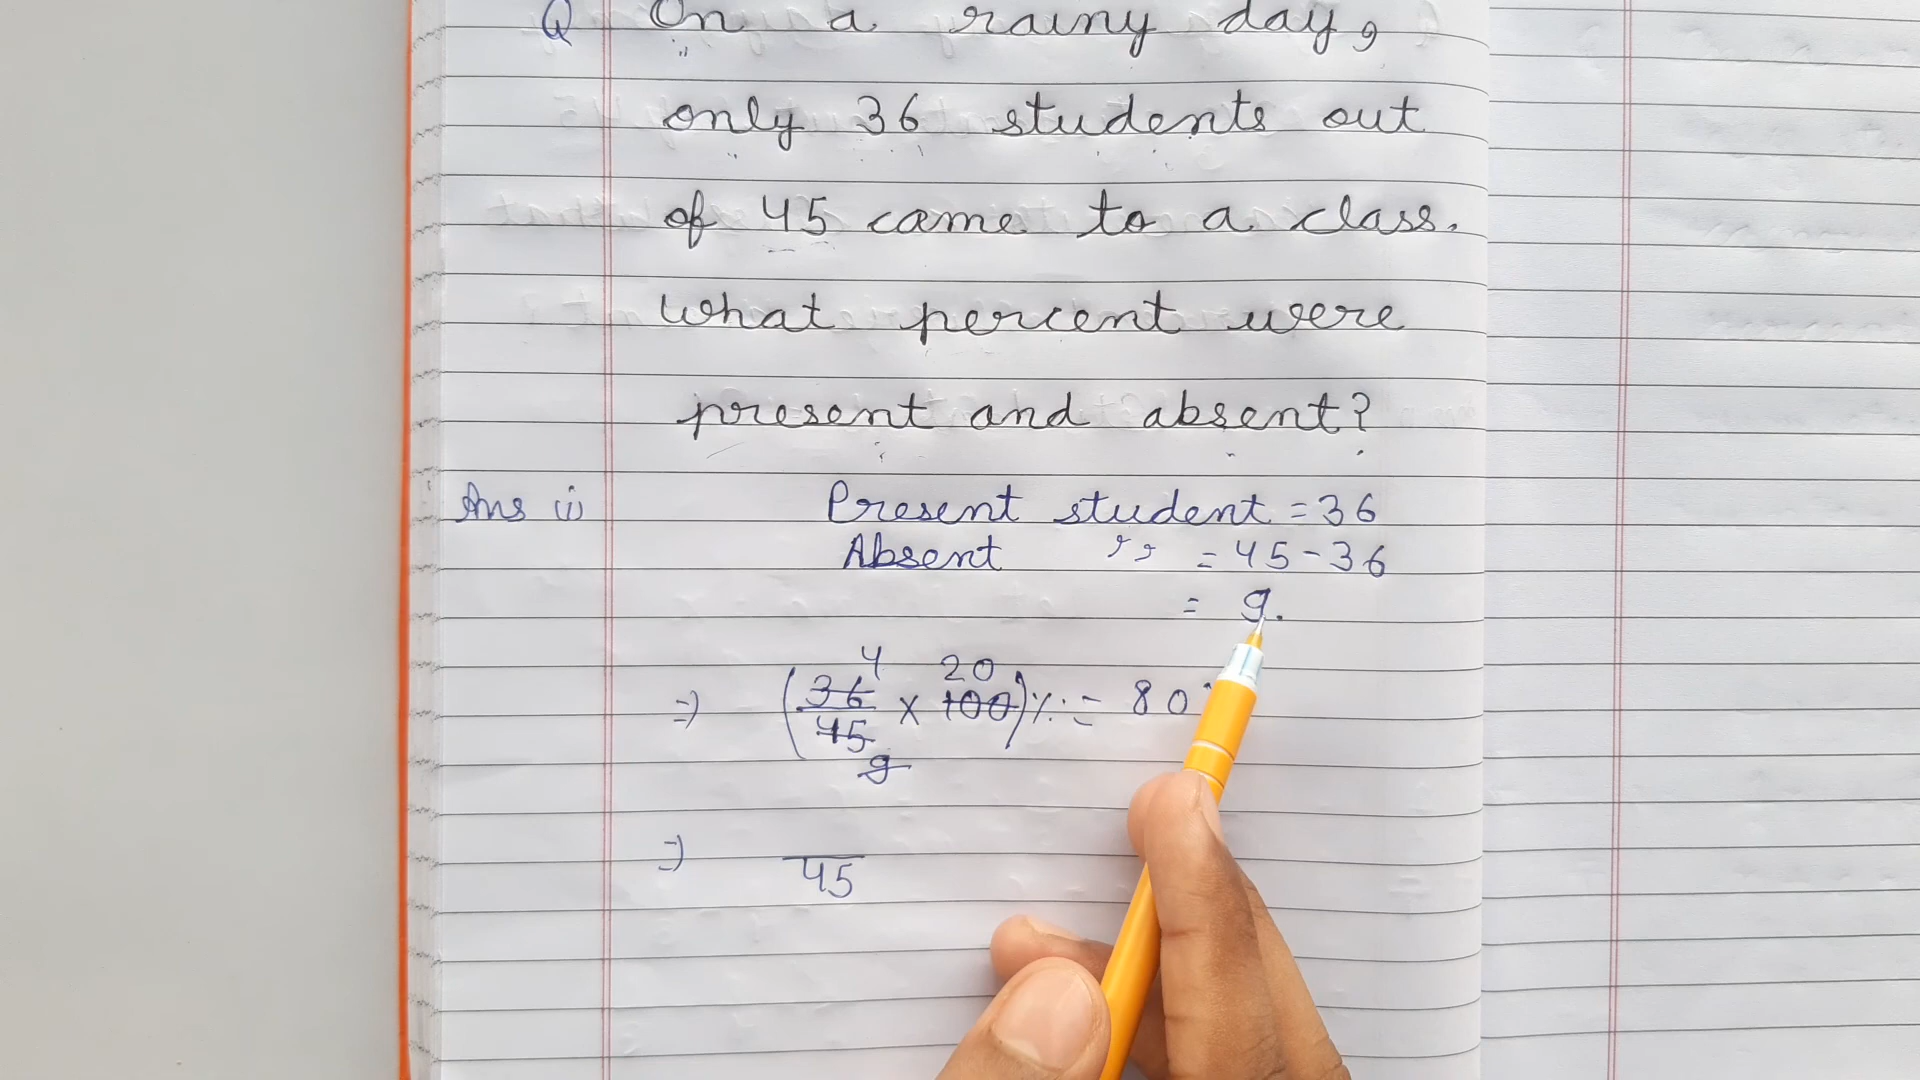 Q On a rainy day,
only 36 students out
of 45 came to a class.
What percent were
present and absent?
Ans (i) Present student = 36
Absent ,, = 45 - 36
= 9.
4 20
⇒ (36/45 × 100)% = 80
9
⇒ /45